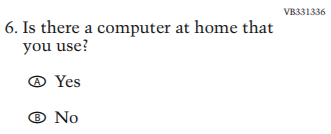 VB331336
6. Is there a computer at home that
you use?
Ⓐ Yes
Ⓑ No